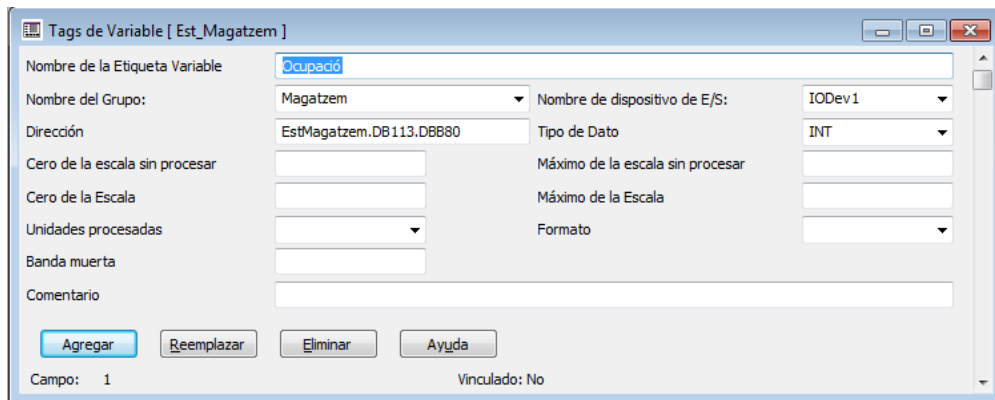 Tags de Variable [ Est_Magatzem ]
Nombre de la Etiqueta Variable Ocupació
Nombre del Grupo: Magatzem Nombre de dispositivo de E/S: IODev1
Dirección EstMagatzem.DB113.DBB80 Tipo de Dato INT
Cero de la escala sin procesar Máximo de la escala sin procesar
Cero de la Escala Máximo de la Escala
Unidades procesadas Formato
Banda muerta
Comentario
Agregar Reemplazar Eliminar Ayuda
Campo: 1 Vinculado: No